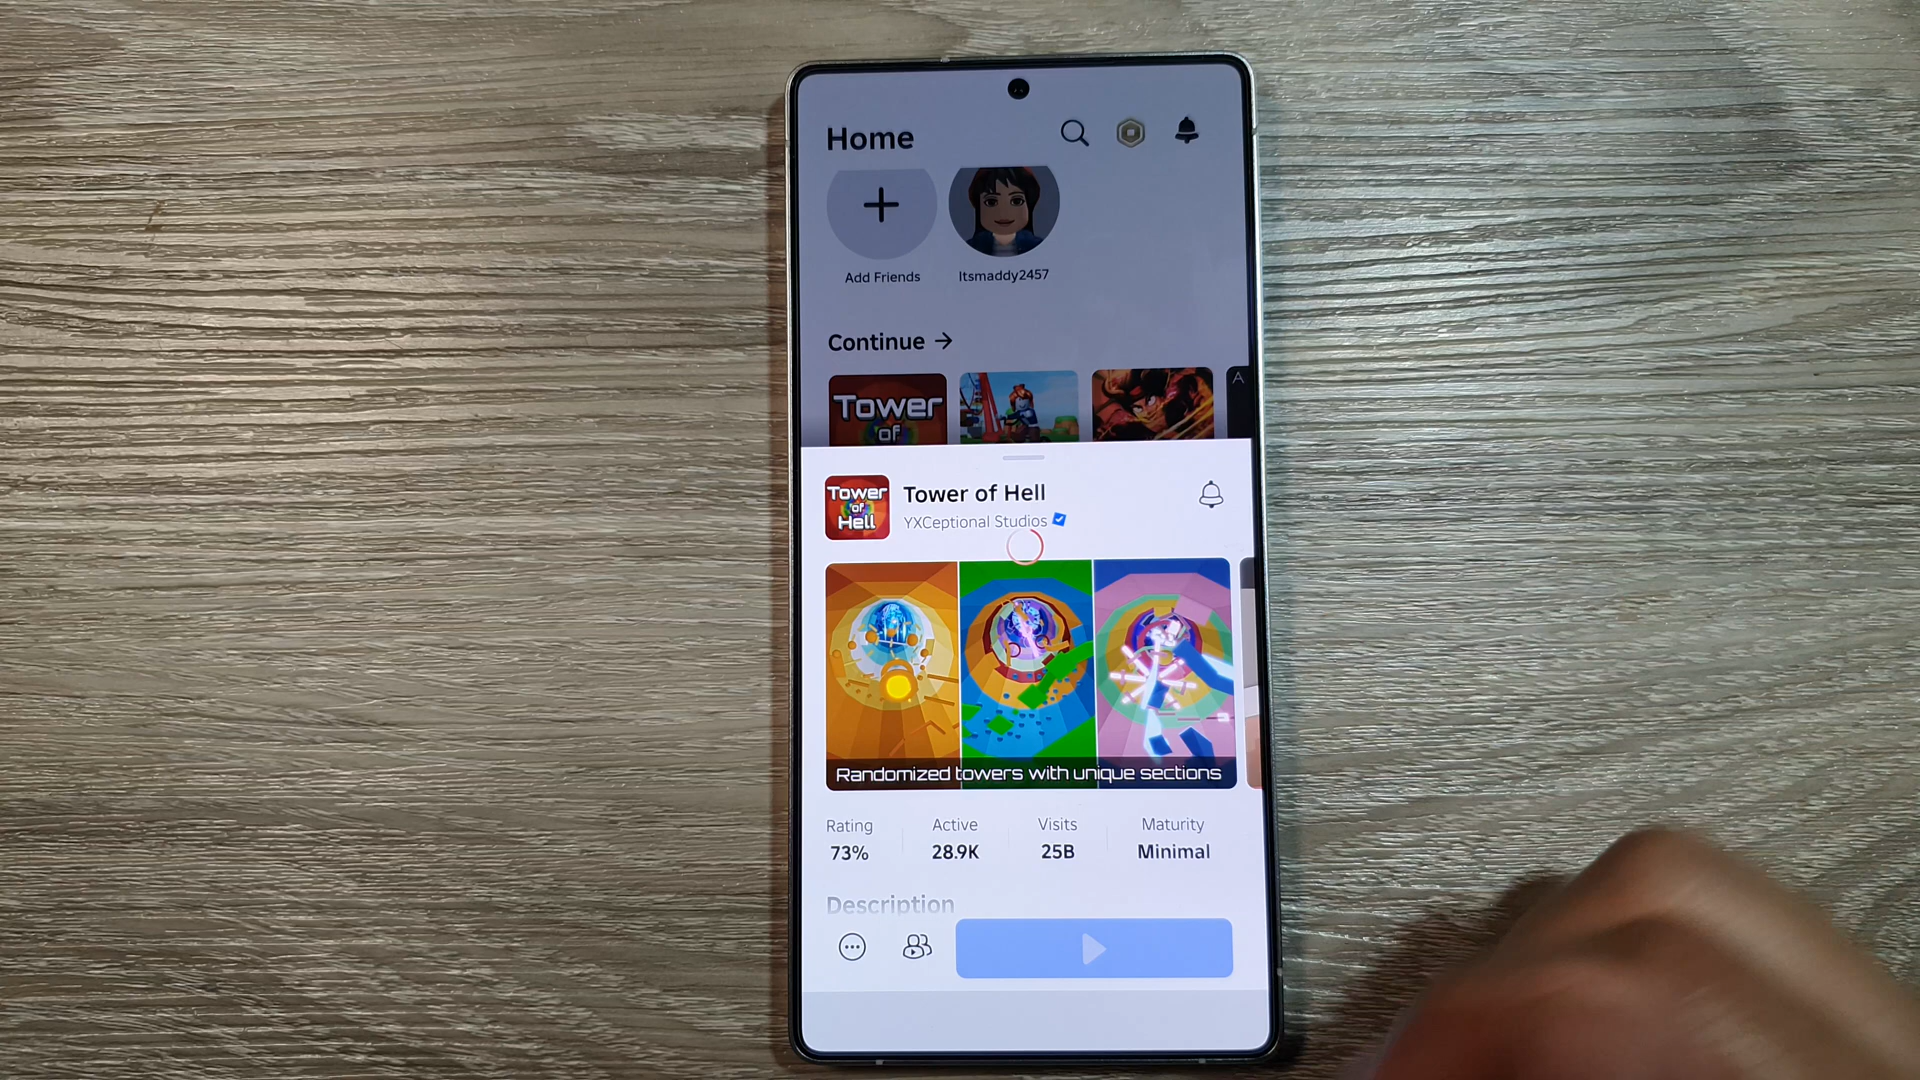 Home
Add Friends
Itsmaddy2457
Continue →
Tower
of
A
Tower
of
Hell
Tower of Hell
YXCeptional Studios
Randomized towers with unique sections
Rating
Active
Visits
Maturity
73%
28.9K
25B
Minimal
Description